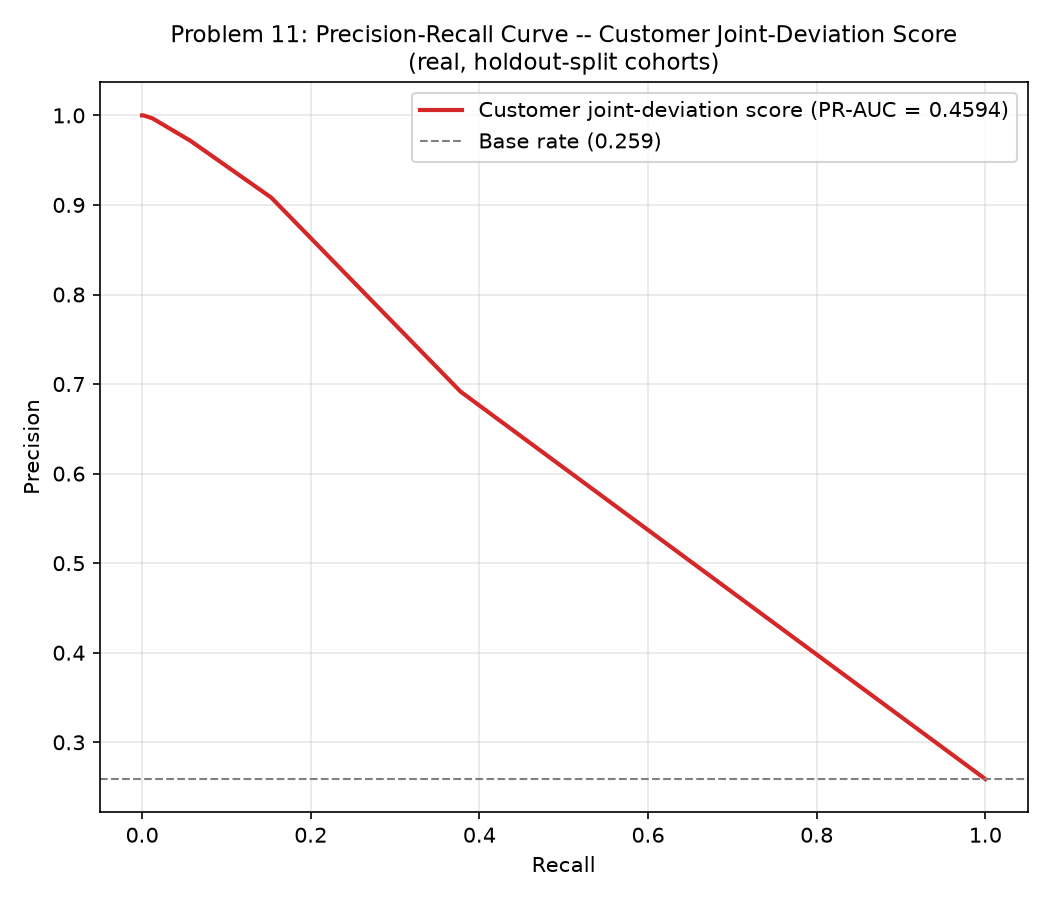 Problem 11: Precision-Recall Curve -- Customer Joint-Deviation Score
(real, holdout-split cohorts)
Customer joint-deviation score (PR-AUC = 0.4594)
Base rate (0.259)
1.0
0.9
0.8
0.7
0.6
0.5
0.4
0.3
Precision
0.0
0.2
0.4
0.6
0.8
1.0
Recall